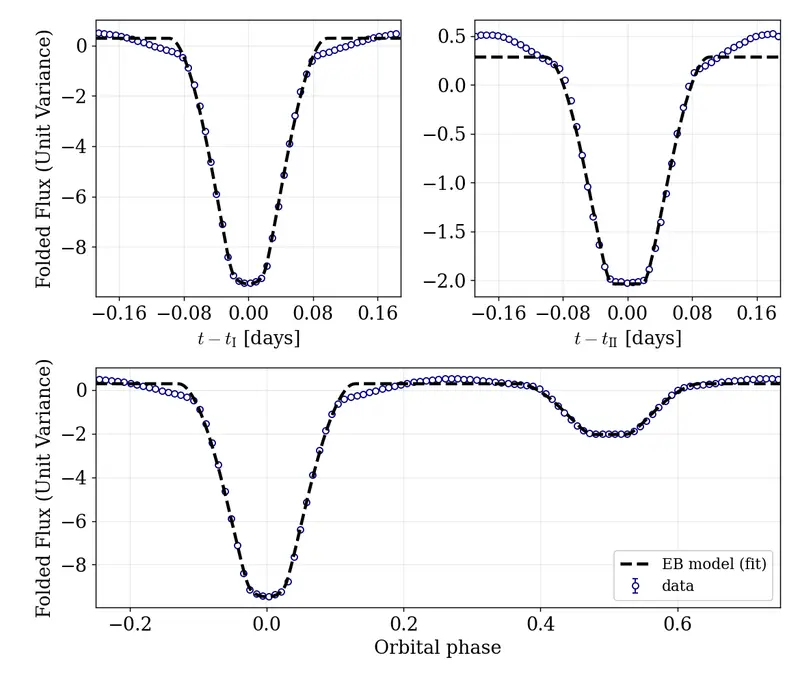 Folded Flux (Unit Variance)
0
−2
−4
−6
−8
−0.16 −0.08 0.00 0.08 0.16
t − tI [days]
0.5
0.0
−0.5
−1.0
−1.5
−2.0
−0.16 −0.08 0.00 0.08 0.16
t − tII [days]
Folded Flux (Unit Variance)
0
−2
−4
−6
−8
EB model (fit)
data
−0.2 0.0 0.2 0.4 0.6
Orbital phase